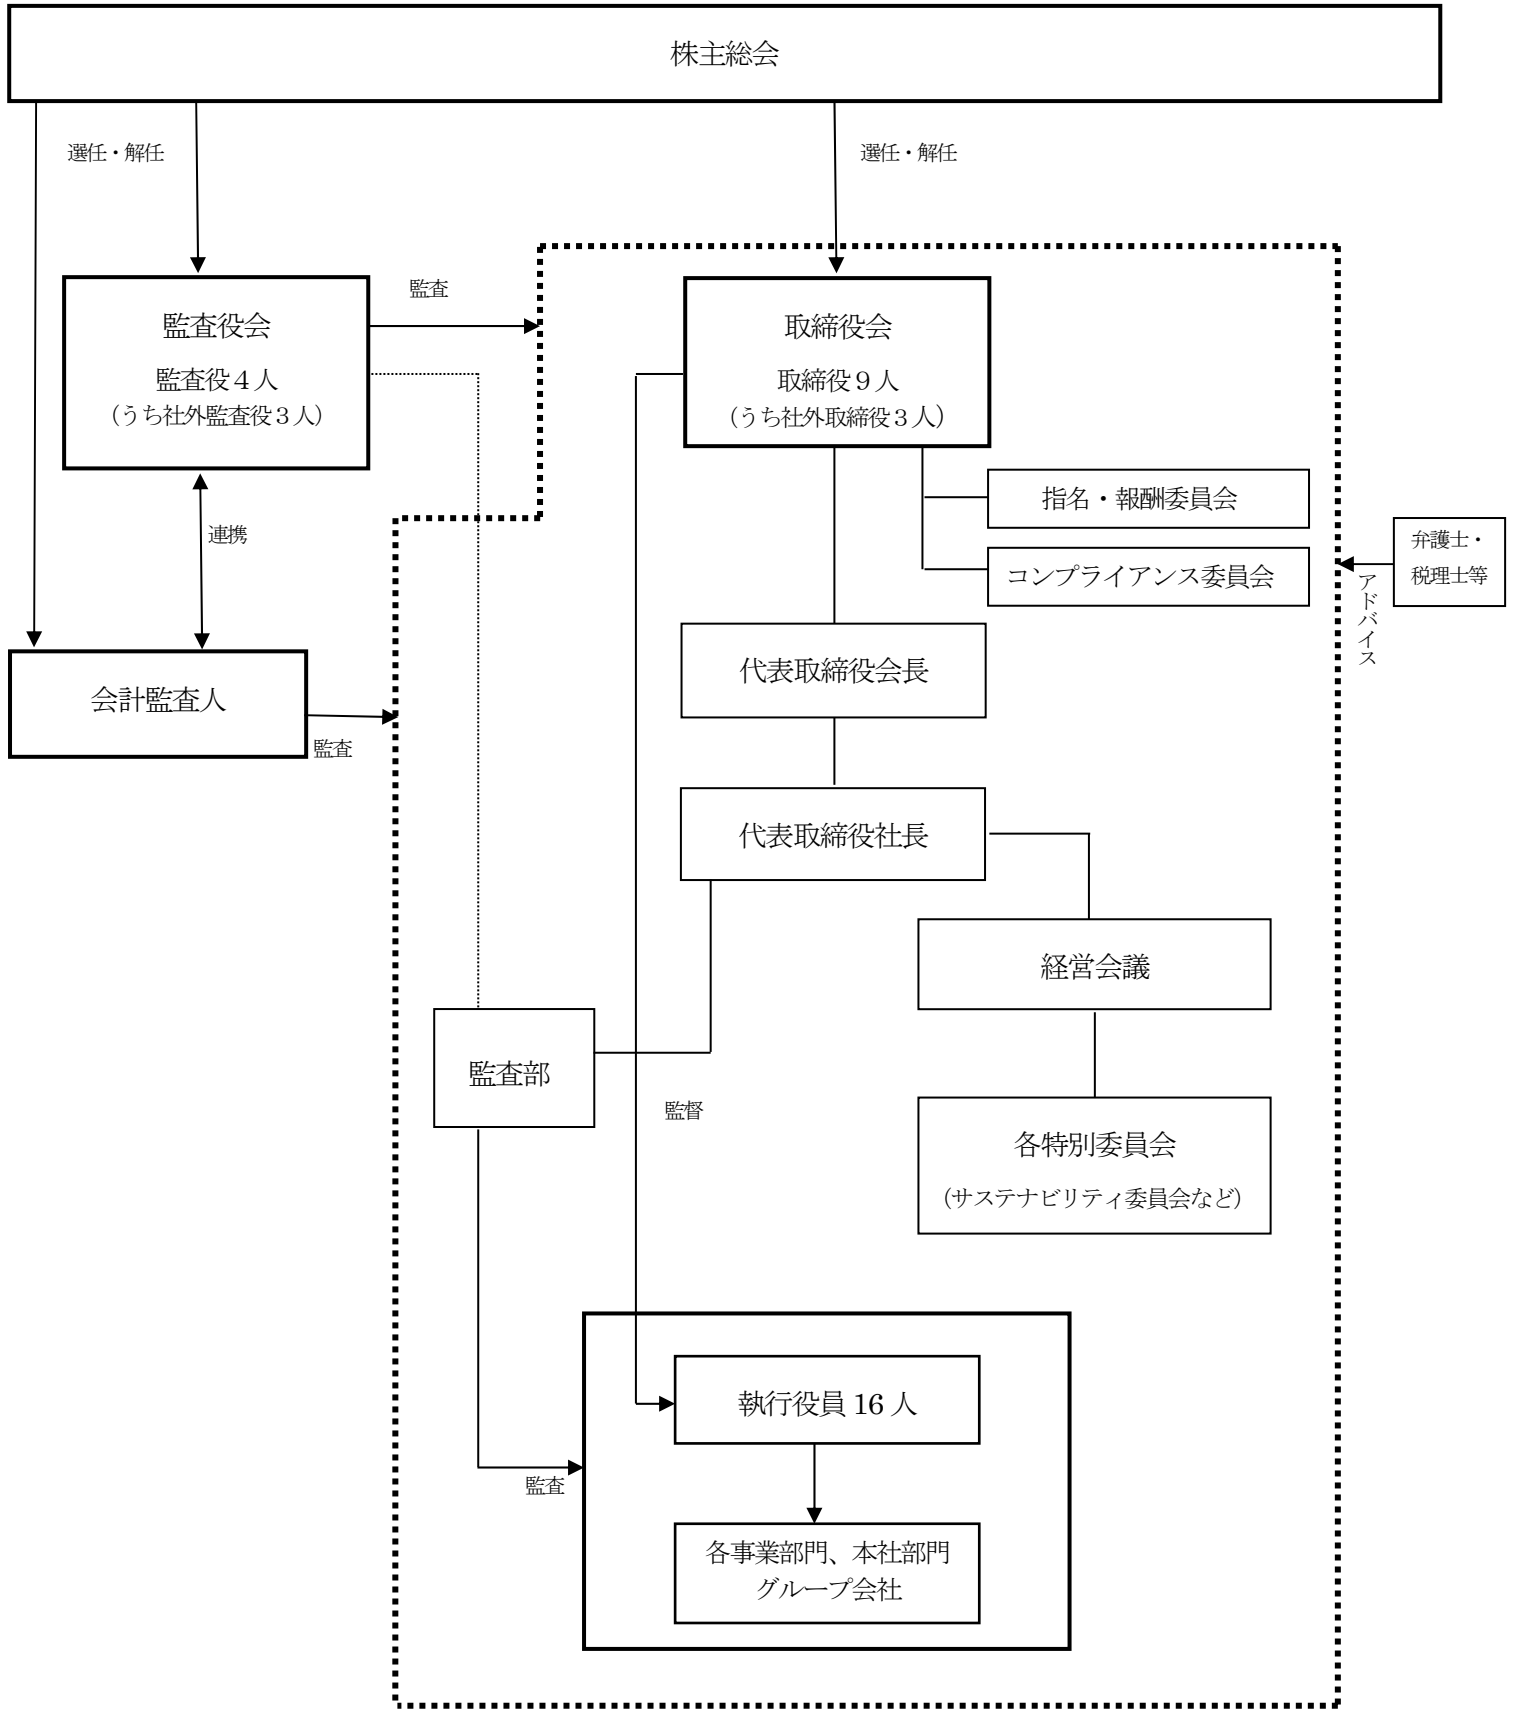 株主総会
選任・解任
選任・解任
監査役会
監査役４人
（うち社外監査役３人）
監査
取締役会
取締役９人
（うち社外取締役３人）
指名・報酬委員会
コンプライアンス委員会
弁護士・
税理士等
アドバイス
連携
会計監査人
監査
代表取締役会長
代表取締役社長
経営会議
監査部
監督
各特別委員会
（サステナビリティ委員会など）
執行役員 16 人
監査
各事業部門、本社部門
グループ会社